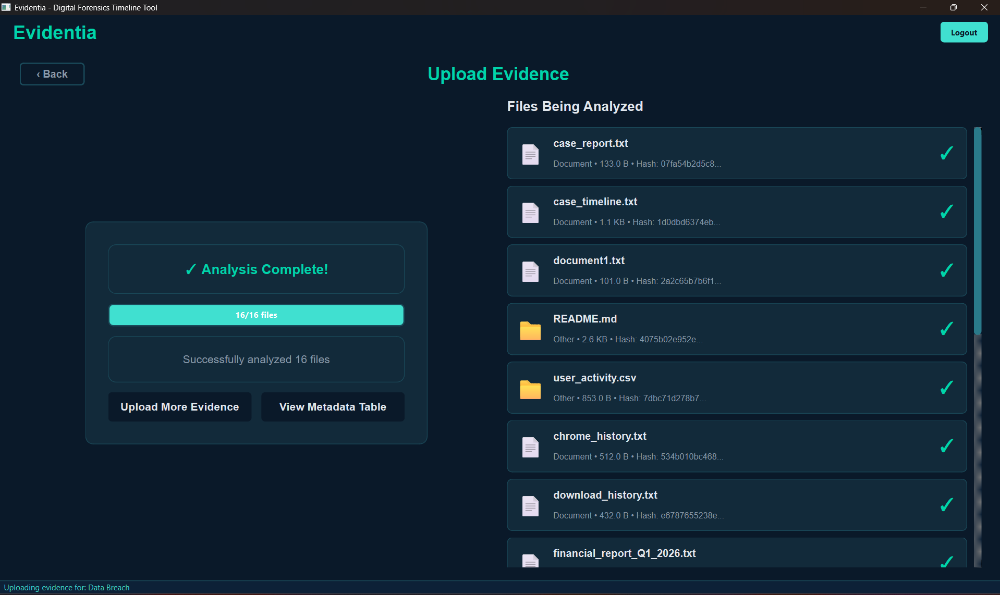 Evidentia - Digital Forensics Timeline Tool
Evidentia
Logout
‹ Back
Upload Evidence
Files Being Analyzed
case_report.txt
Document • 133.0 B • Hash: 07fa54b2d5c8...
case_timeline.txt
Document • 1.1 KB • Hash: 1d0dbd6374eb...
document1.txt
Document • 101.0 B • Hash: 2a2c65b7b6f1...
README.md
Other • 2.6 KB • Hash: 4075b02e952e...
user_activity.csv
Other • 853.0 B • Hash: 7dbc71d278b7...
chrome_history.txt
Document • 512.0 B • Hash: 534b010bc468...
download_history.txt
Document • 432.0 B • Hash: e6787655238e...
financial_report_Q1_2026.txt
✓ Analysis Complete!
16/16 files
Successfully analyzed 16 files
Upload More Evidence
View Metadata Table
Uploading evidence for: Data Breach